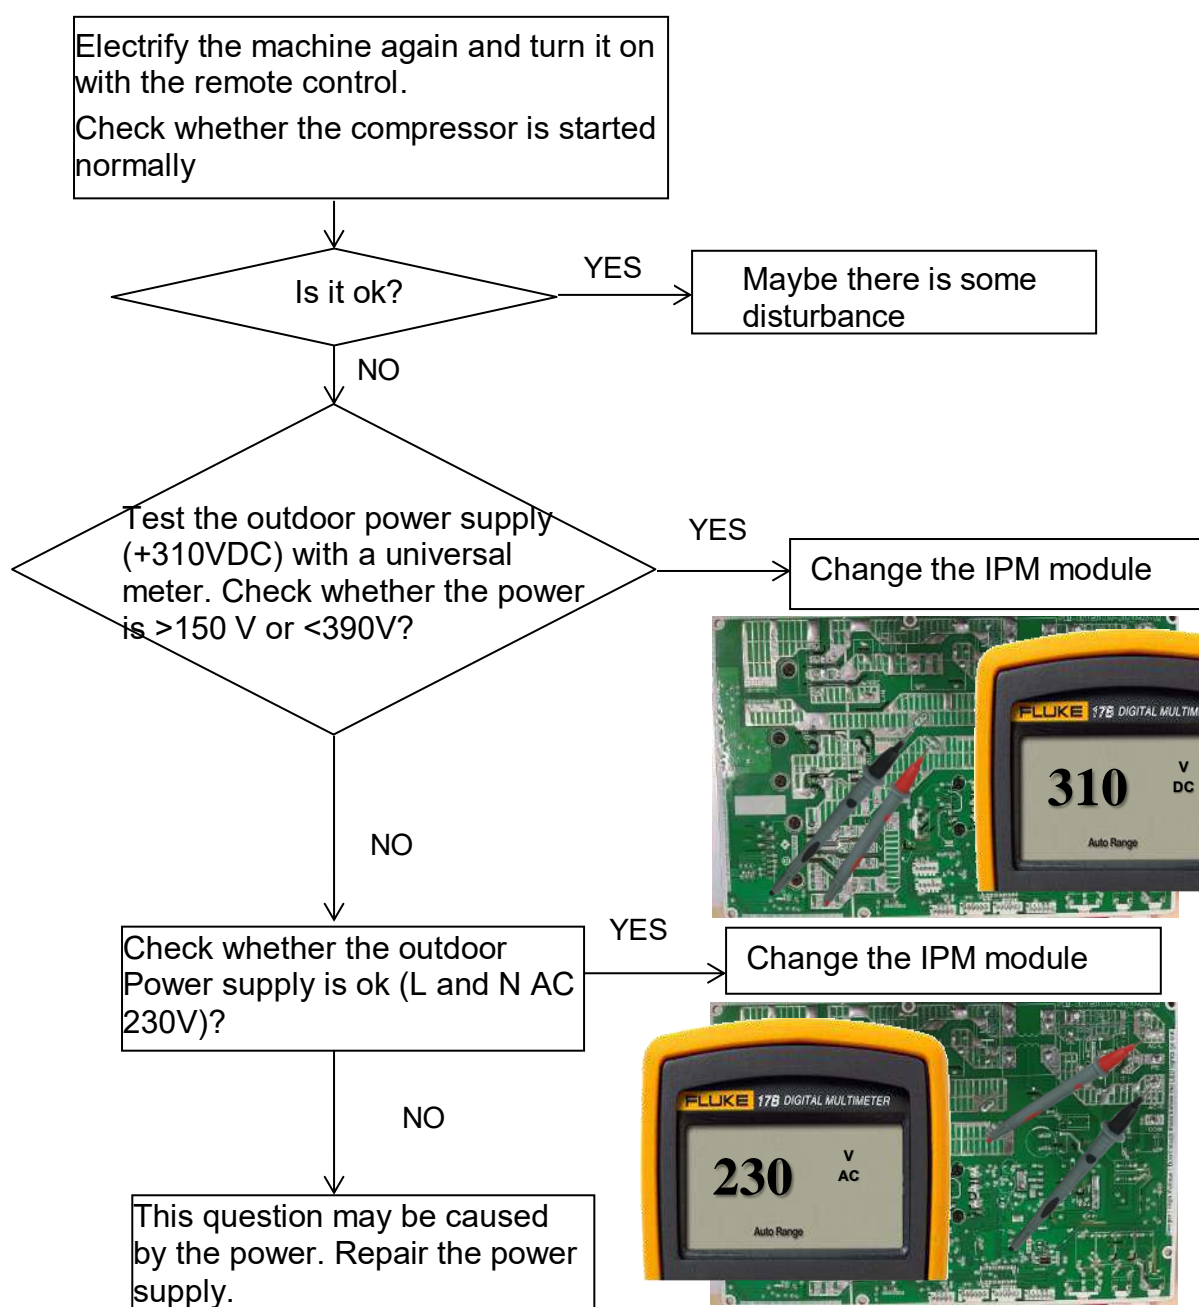 Electrify the machine again and turn it on
with the remote control.
Check whether the compressor is started
normally
Is it ok?
YES
Maybe there is some
disturbance
NO
Test the outdoor power supply
(+310VDC) with a universal
meter. Check whether the power
is >150 V or <390V?
YES
Change the IPM module
FLUKE 17B DIGITAL MULTIM
310
V
DC
Auto Range
NO
Check whether the outdoor
Power supply is ok (L and N AC
230V)?
YES
Change the IPM module
FLUKE 17B DIGITAL MULTIMETER
230
V
AC
Auto Range
NO
This question may be caused
by the power. Repair the power
supply.